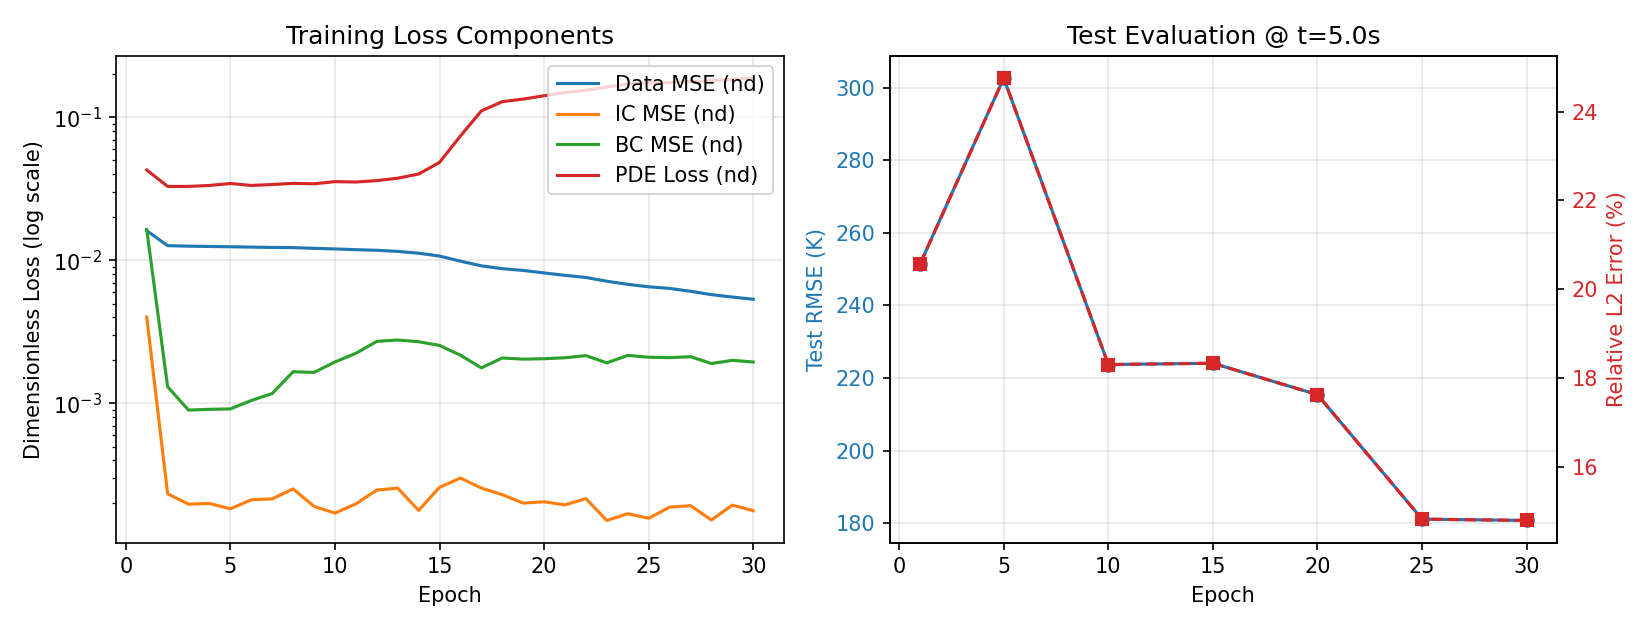 Training Loss Components
Dimensionless Loss (log scale)
10⁻¹
10⁻²
10⁻³
Data MSE (nd)
IC MSE (nd)
BC MSE (nd)
PDE Loss (nd)
0 5 10 15 20 25 30
Epoch
Test Evaluation @ t=5.0s
Test RMSE (K)
300
280
260
240
220
200
180
24
22
20
18
16
Relative L2 Error (%)
0 5 10 15 20 25 30
Epoch